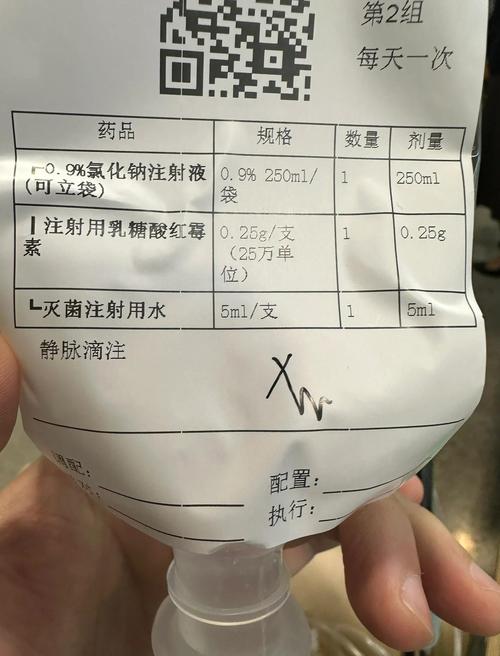 第2组
每天一次
药品 规格 数量 剂量
┏0.9%氯化钠注射液 0.9% 250ml/ 1 250ml
(可立袋) 袋
┃注射用乳糖酸红霉 0.25g/支 1 0.25g
素 (25万单
位)
┗灭菌注射用水 5ml/支 1 5ml
静脉滴注
配置:
执行: